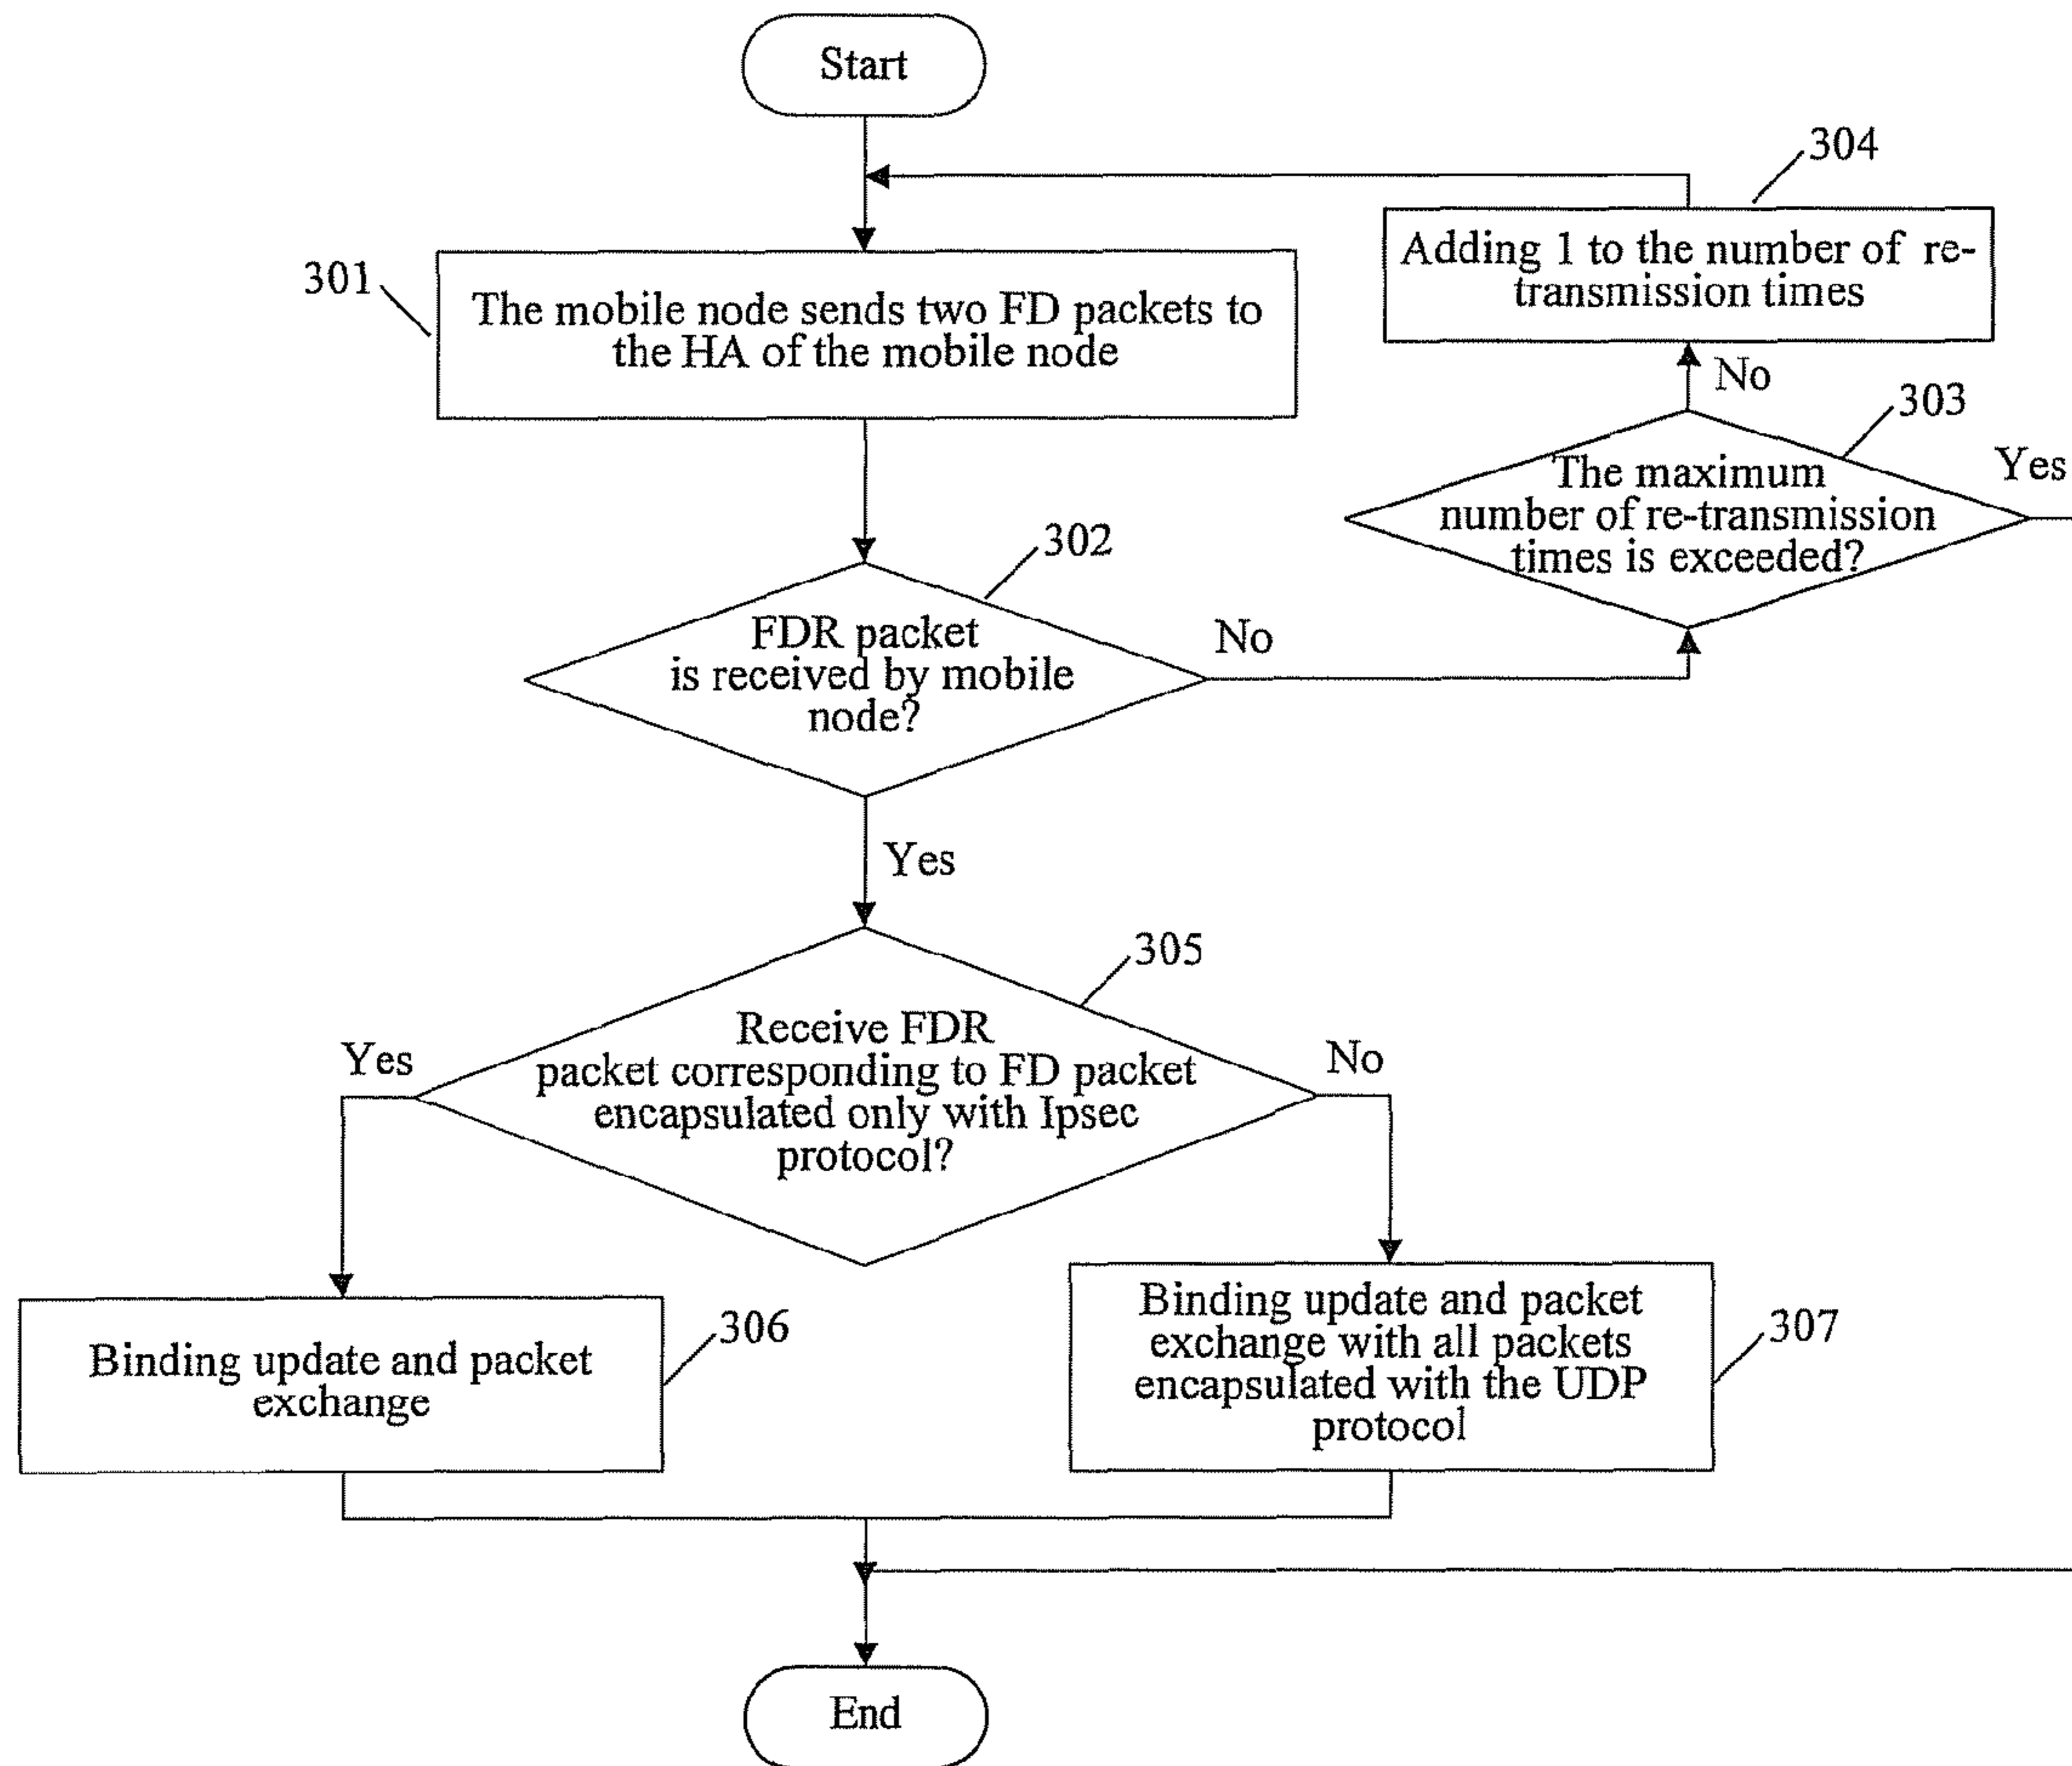 Start
304
Adding 1 to the number of re-
transmission times
301
The mobile node sends two FD packets to
the HA of the mobile node
No
303
Yes
The maximum
number of re-transmission
times is exceeded?
302
FDR packet
is received by mobile
node?
No
Yes
305
Receive FDR
packet corresponding to FD packet
encapsulated only with Ipsec
protocol?
Yes
No
306
Binding update and packet
exchange
307
Binding update and packet
exchange with all packets
encapsulated with the UDP
protocol
End